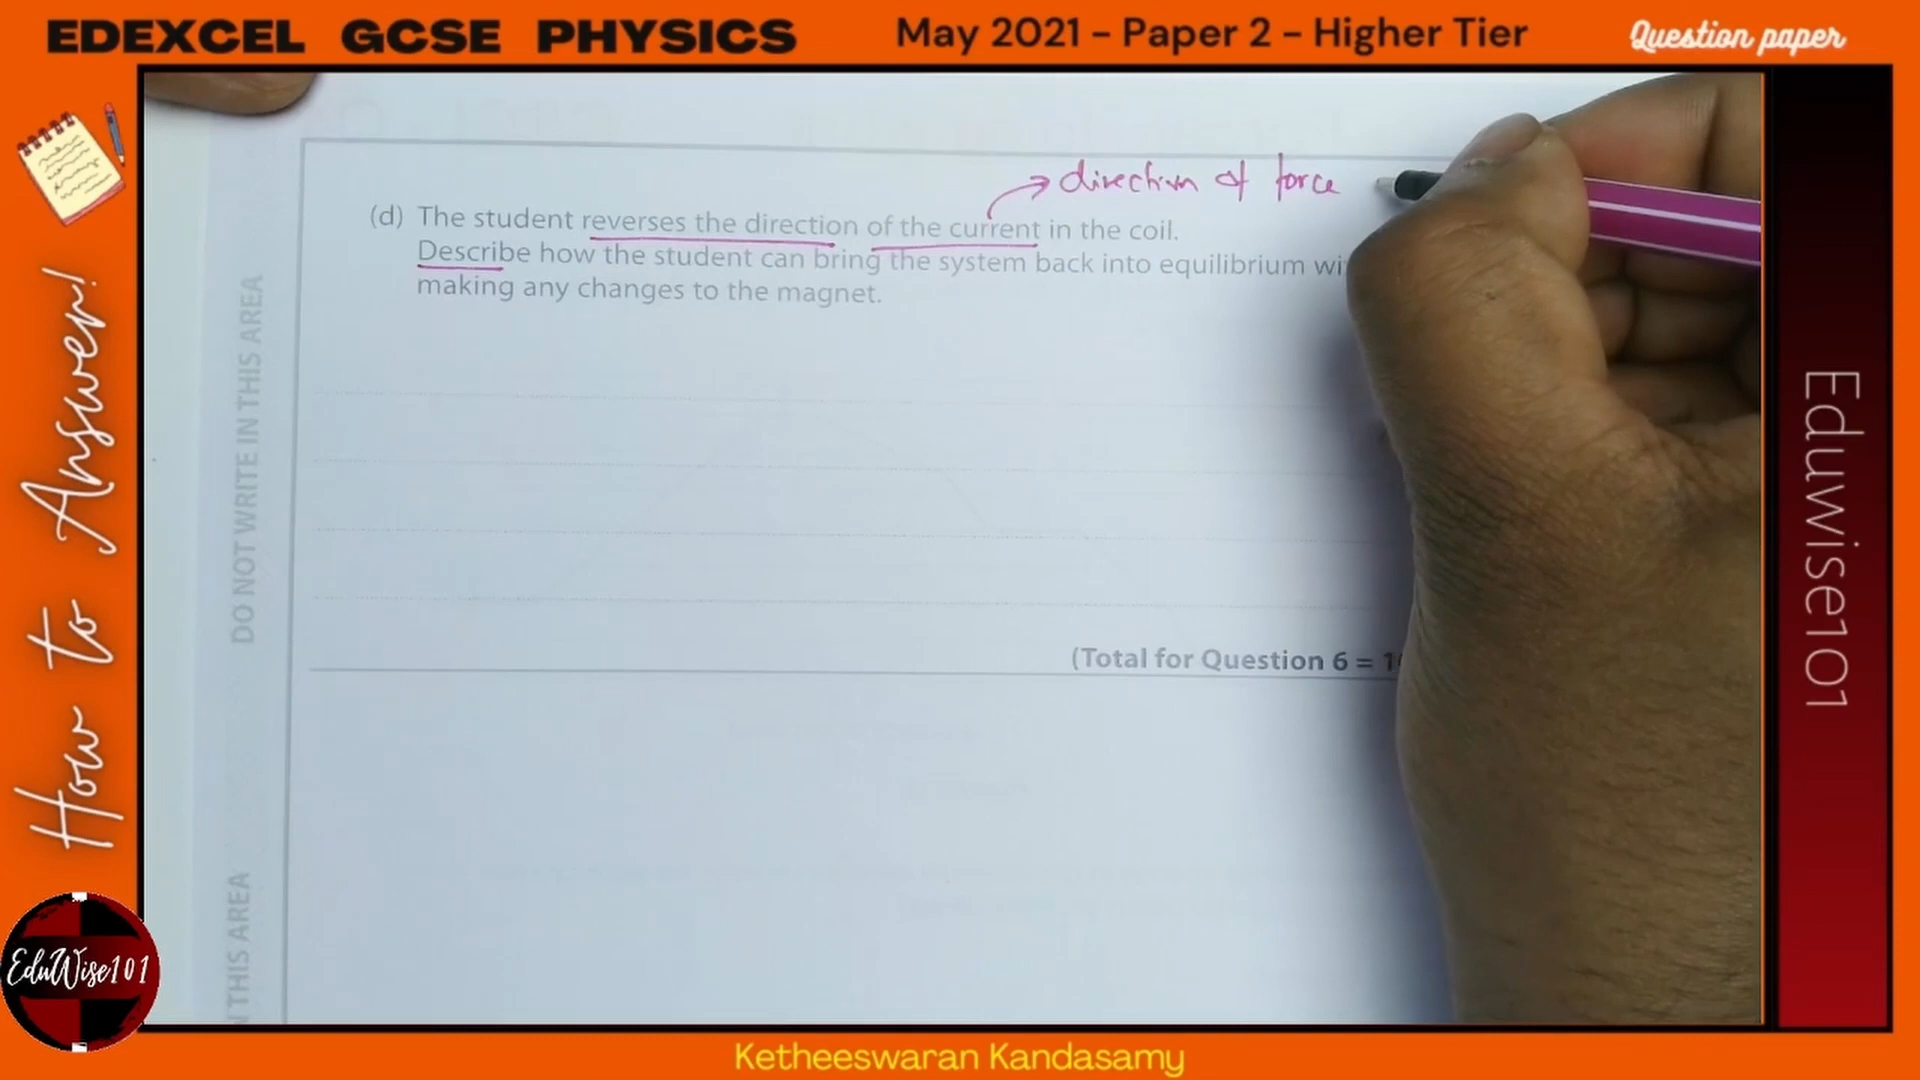 EDEXCEL GCSE PHYSICS May 2021 - Paper 2 - Higher Tier Question paper
direction of force
(d) The student reverses the direction of the current in the coil.
Describe how the student can bring the system back into equilibrium wi
making any changes to the magnet.
(Total for Question 6 = 1
DO NOT WRITE IN THIS AREA
THIS AREA
How to Answer!
Eduwise101
EduWise101
Ketheeswaran Kandasamy